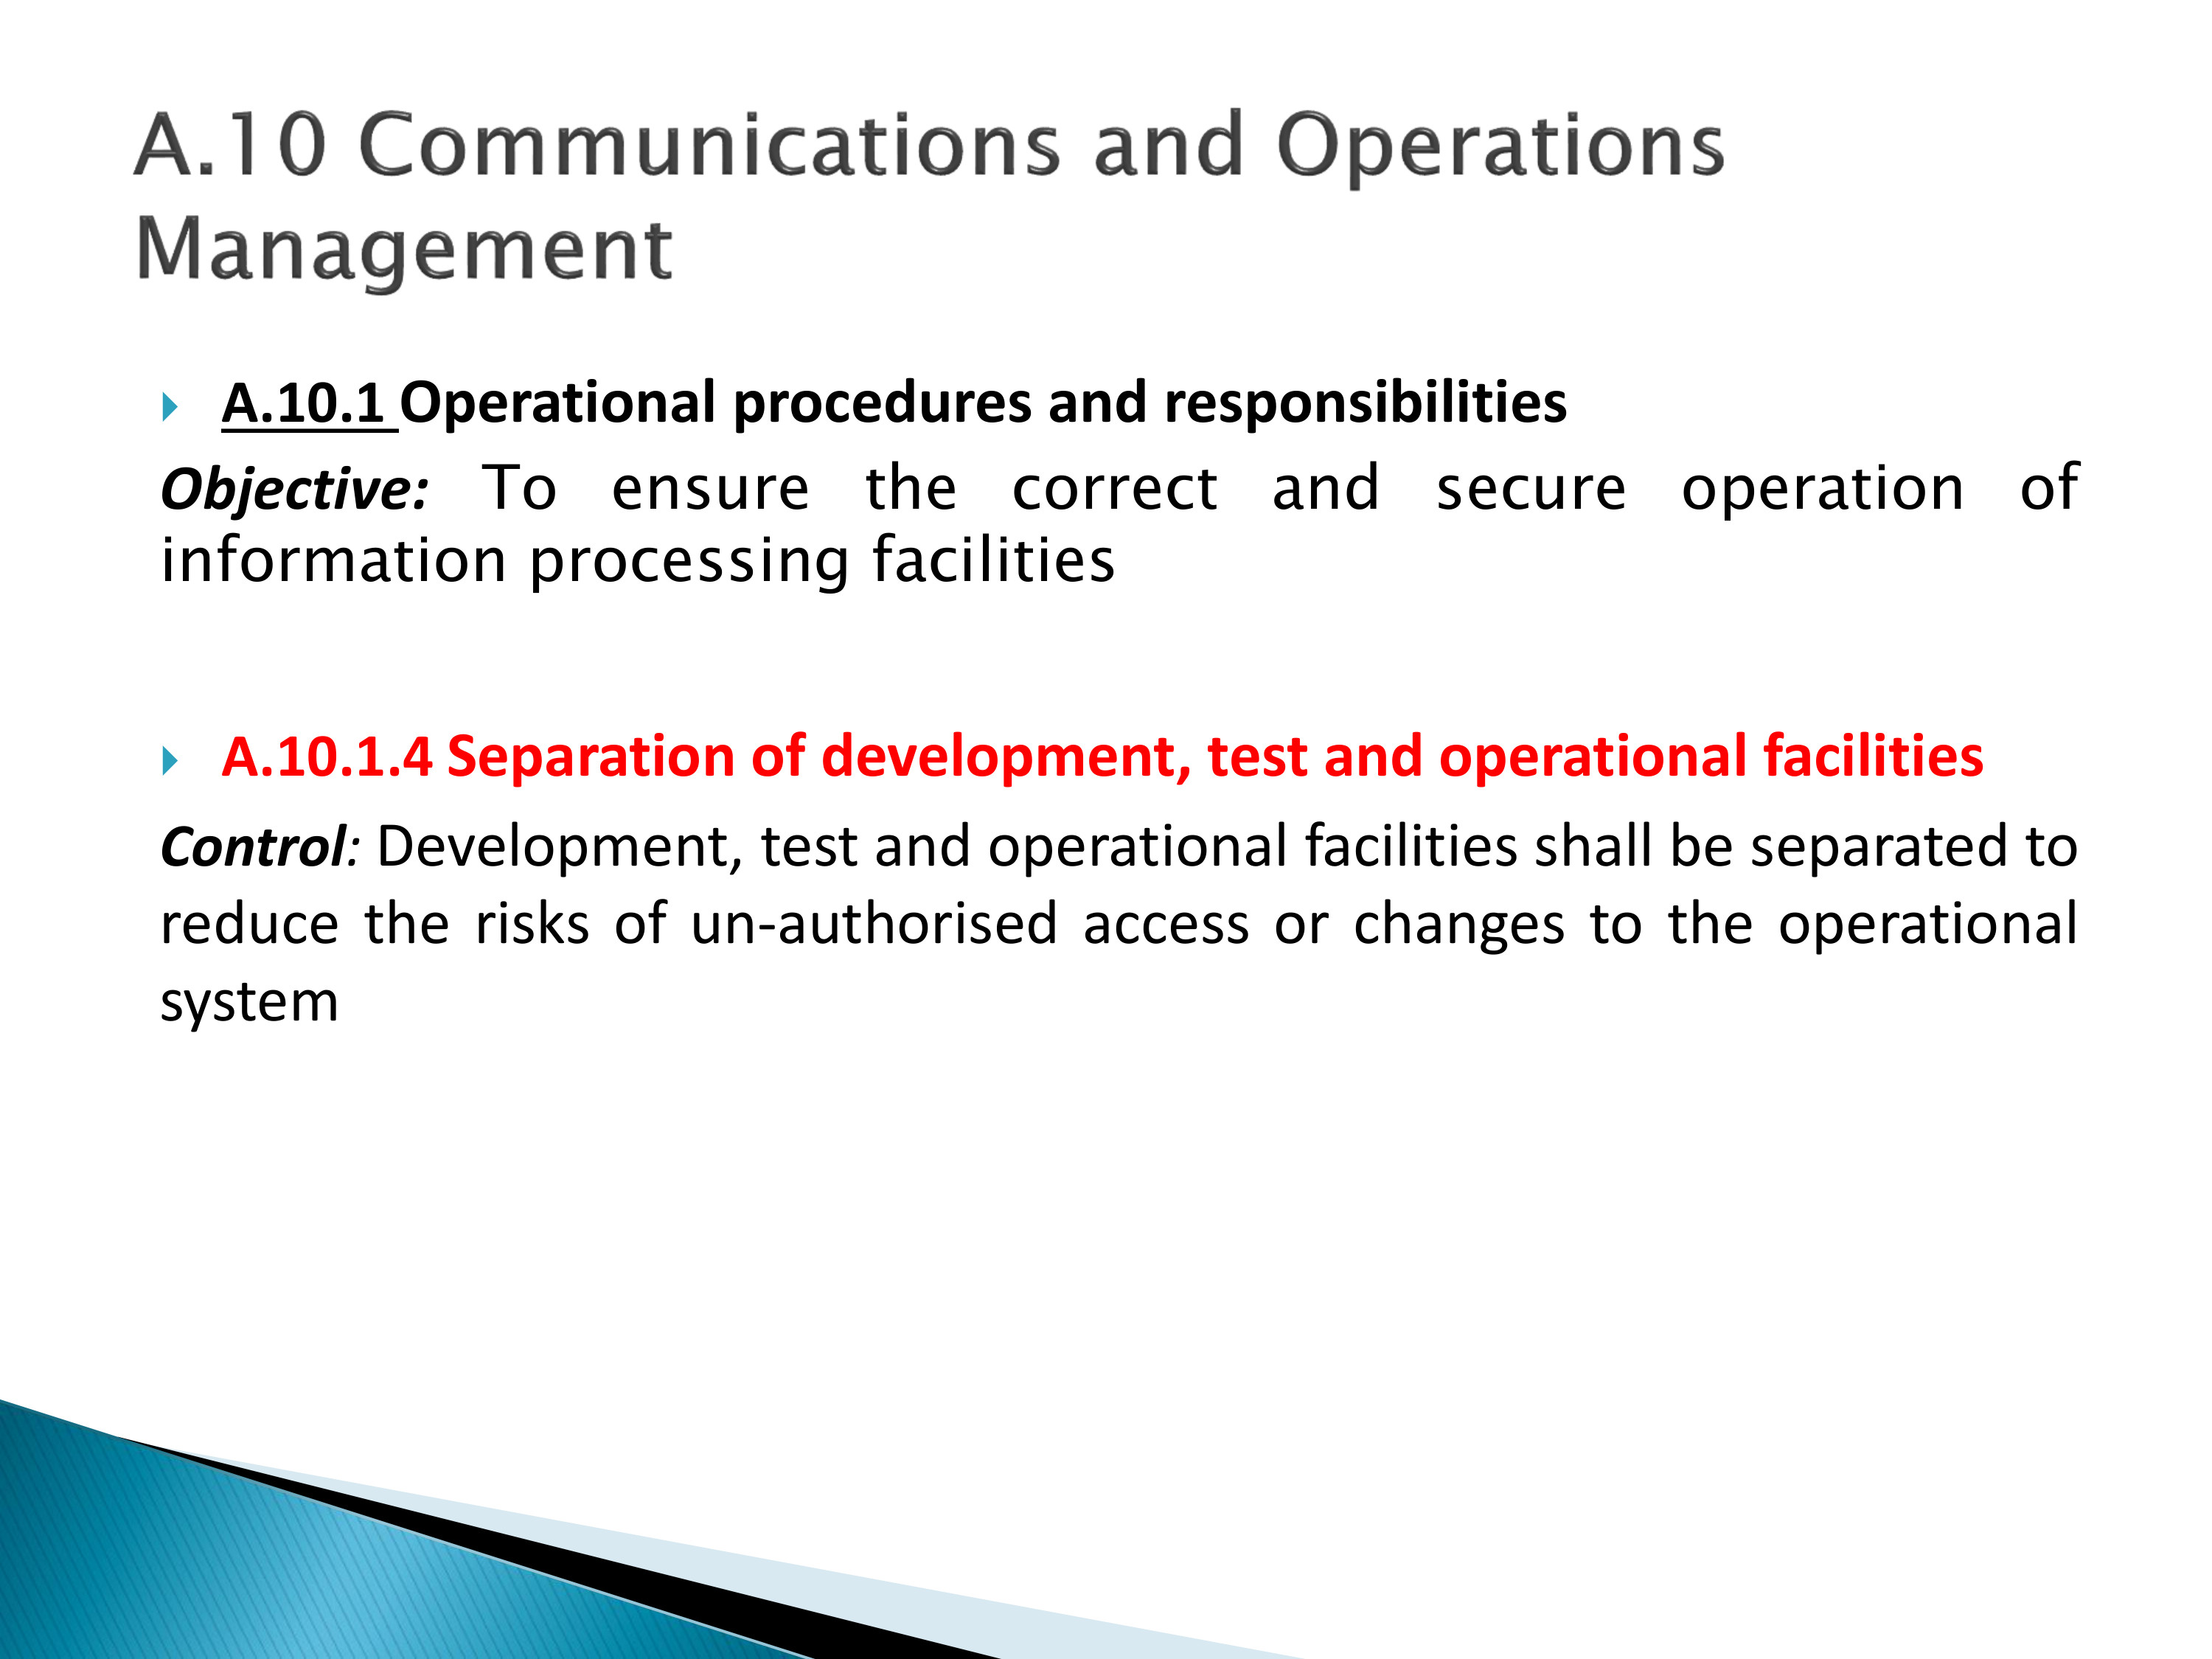 A.10 Communications and Operations
Management
A.10.1 Operational procedures and responsibilities
Objective: To ensure the correct and secure operation of
information processing facilities
A.10.1.4 Separation of development, test and operational facilities
Control: Development, test and operational facilities shall be separated to
reduce the risks of un-authorised access or changes to the operational
system